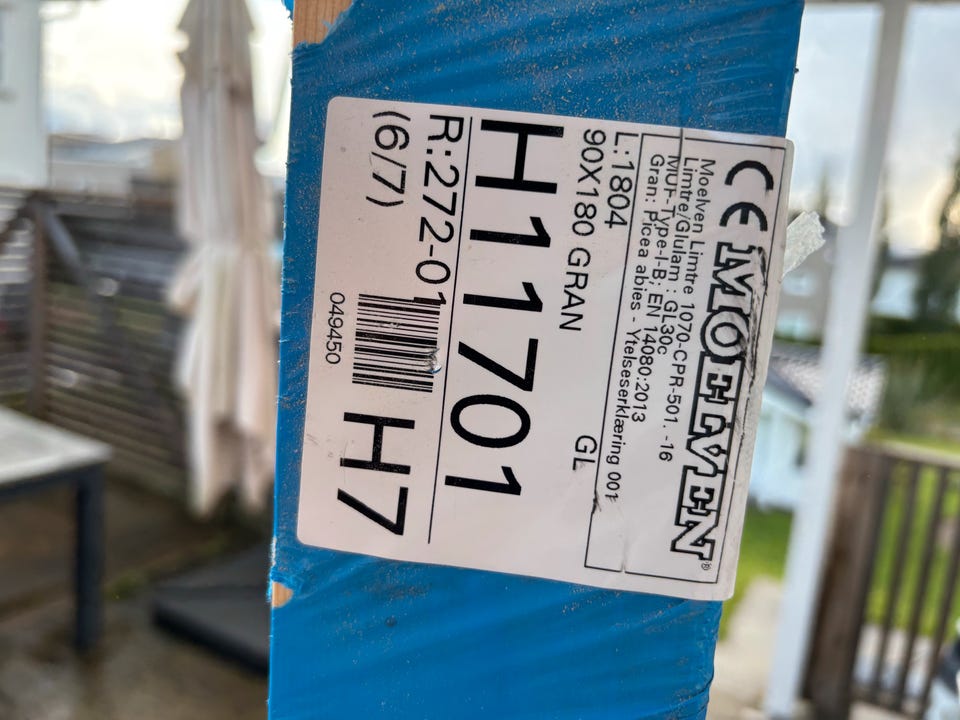 CE MOELVEN®
Moelven Limtre 1070-CPR-501. -16
Limtre/Glulam : GL30c
MUF-Type-I-B; EN 14080:2013
Gran: Picea abies - Ytelseserklæring 001
L:1804
90X180 GRAN GL
H11701
R:272-01
(6/7)
H7
049450